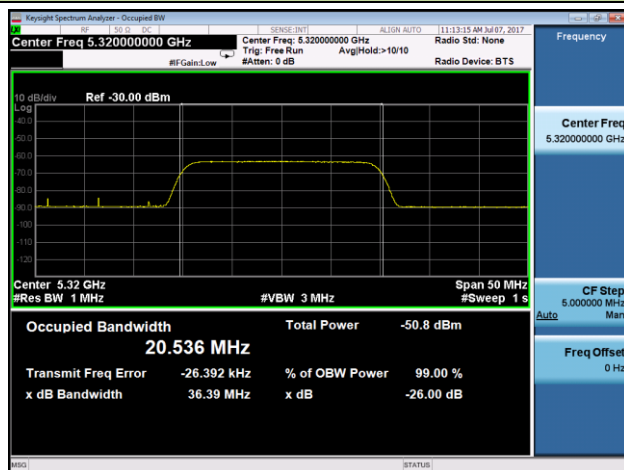 Keysight Spectrum Analyzer - Occupied BW
RF 50 Ω DC SENSE:INT ALIGN AUTO 11:13:15 AM Jul 07, 2017
Center Freq 5.320000000 GHz
Center Freq: 5.320000000 GHz Radio Std: None
Trig: Free Run Avg|Hold:>10/10
#IFGain:Low #Atten: 0 dB Radio Device: BTS
10 dB/div Ref -30.00 dBm
Log
-40.0
-50.0
-60.0
-70.0
-80.0
-90.0
-100
-110
-120
Center 5.32 GHz Span 50 MHz
#Res BW 1 MHz #VBW 3 MHz #Sweep 1 s
Occupied Bandwidth Total Power -50.8 dBm
20.536 MHz
Transmit Freq Error -26.392 kHz % of OBW Power 99.00 %
x dB Bandwidth 36.39 MHz x dB -26.00 dB
MSG STATUS
Frequency
Center Freq
5.320000000 GHz
CF Step
5.000000 MHz
Auto Man
Freq Offset
0 Hz